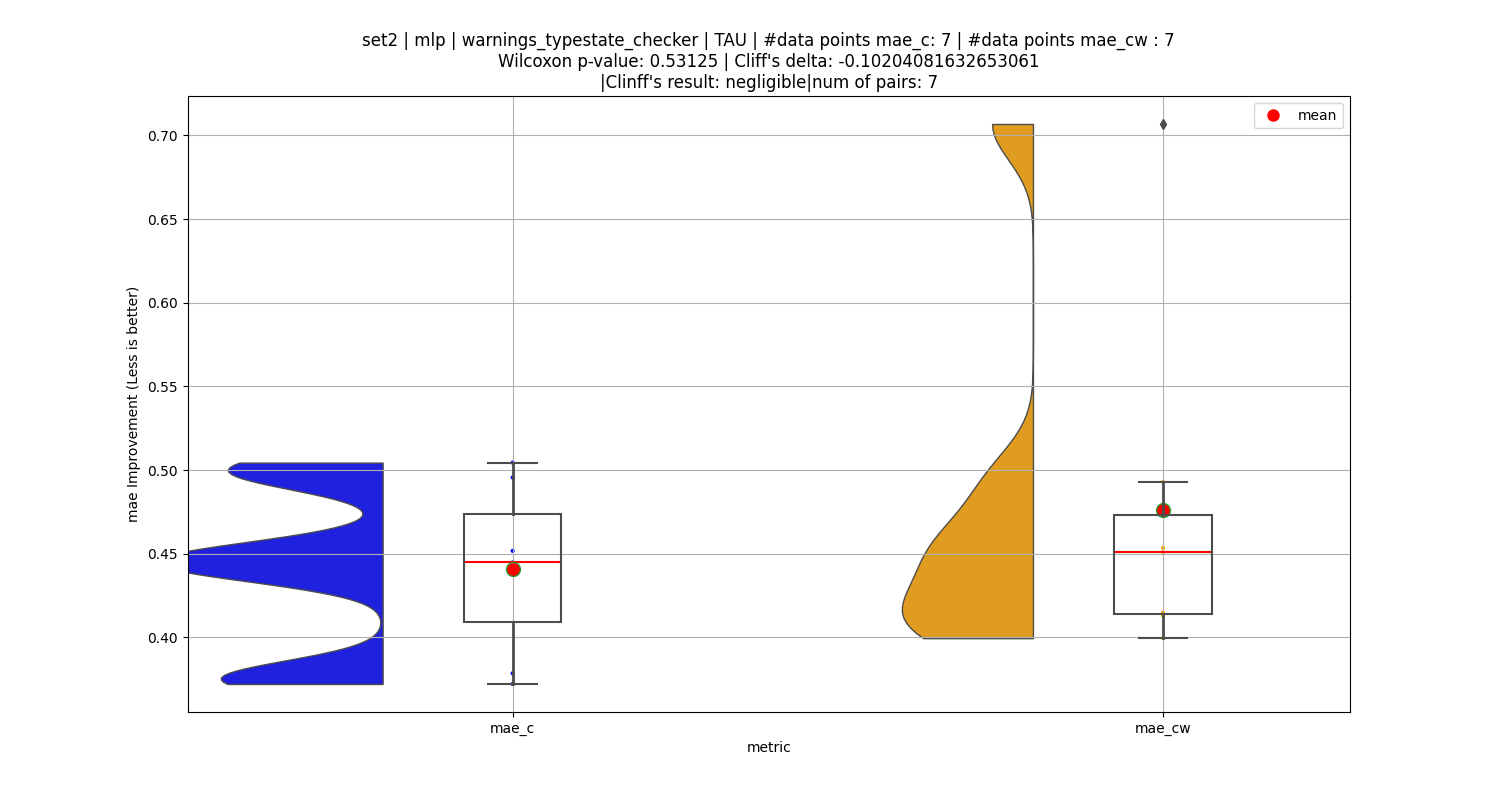 set2 | mlp | warnings_typestate_checker | TAU | #data points mae_c: 7 | #data points mae_cw : 7
Wilcoxon p-value: 0.53125 | Cliff's delta: -0.10204081632653061
|Clinff's result: negligible|num of pairs: 7
mean
0.70
0.65
0.60
0.55
0.50
0.45
0.40
mae Improvement (Less is better)
mae_c
mae_cw
metric